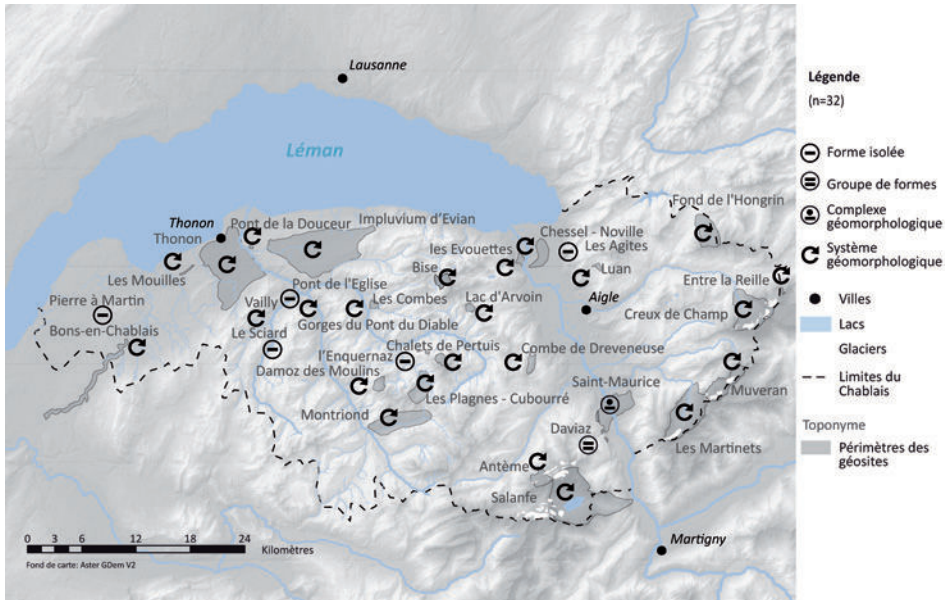 Lausanne
Léman
Thonon
Pont de la Douceur
Impluvium d'Evian
Thonon
Les Mouilles
Fond de l'Hongrin
Chessel - Noville
Les Agites
les Evouettes
Luan
Bise
Entre la Reille
Pierre à Martin
Pont de l'Eglise
Vailly
Les Combes
Lac d'Arvoin
Aigle
Creux de Champ
Bons-en-Chablais
Le Sciard
Gorges du Pont du Diable
Chalets de Pertuis
l'Enquernaz
Combe de Dreveneuse
Damoz des Moulins
Saint-Maurice
Muveran
Les Plagnes - Cubourré
Montriond
Daviaz
Les Martinets
Antème
Salanfe
Martigny
0 3 6 12 18 24
Kilomètres
Fond de carte: Aster GDem V2
Légende
(n=32)
Forme isolée
Groupe de formes
Complexe
géomorphologique
Système
géomorphologique
Villes
Lacs
Glaciers
Limites du
Chablais
Toponyme
Périmètres des
géosites